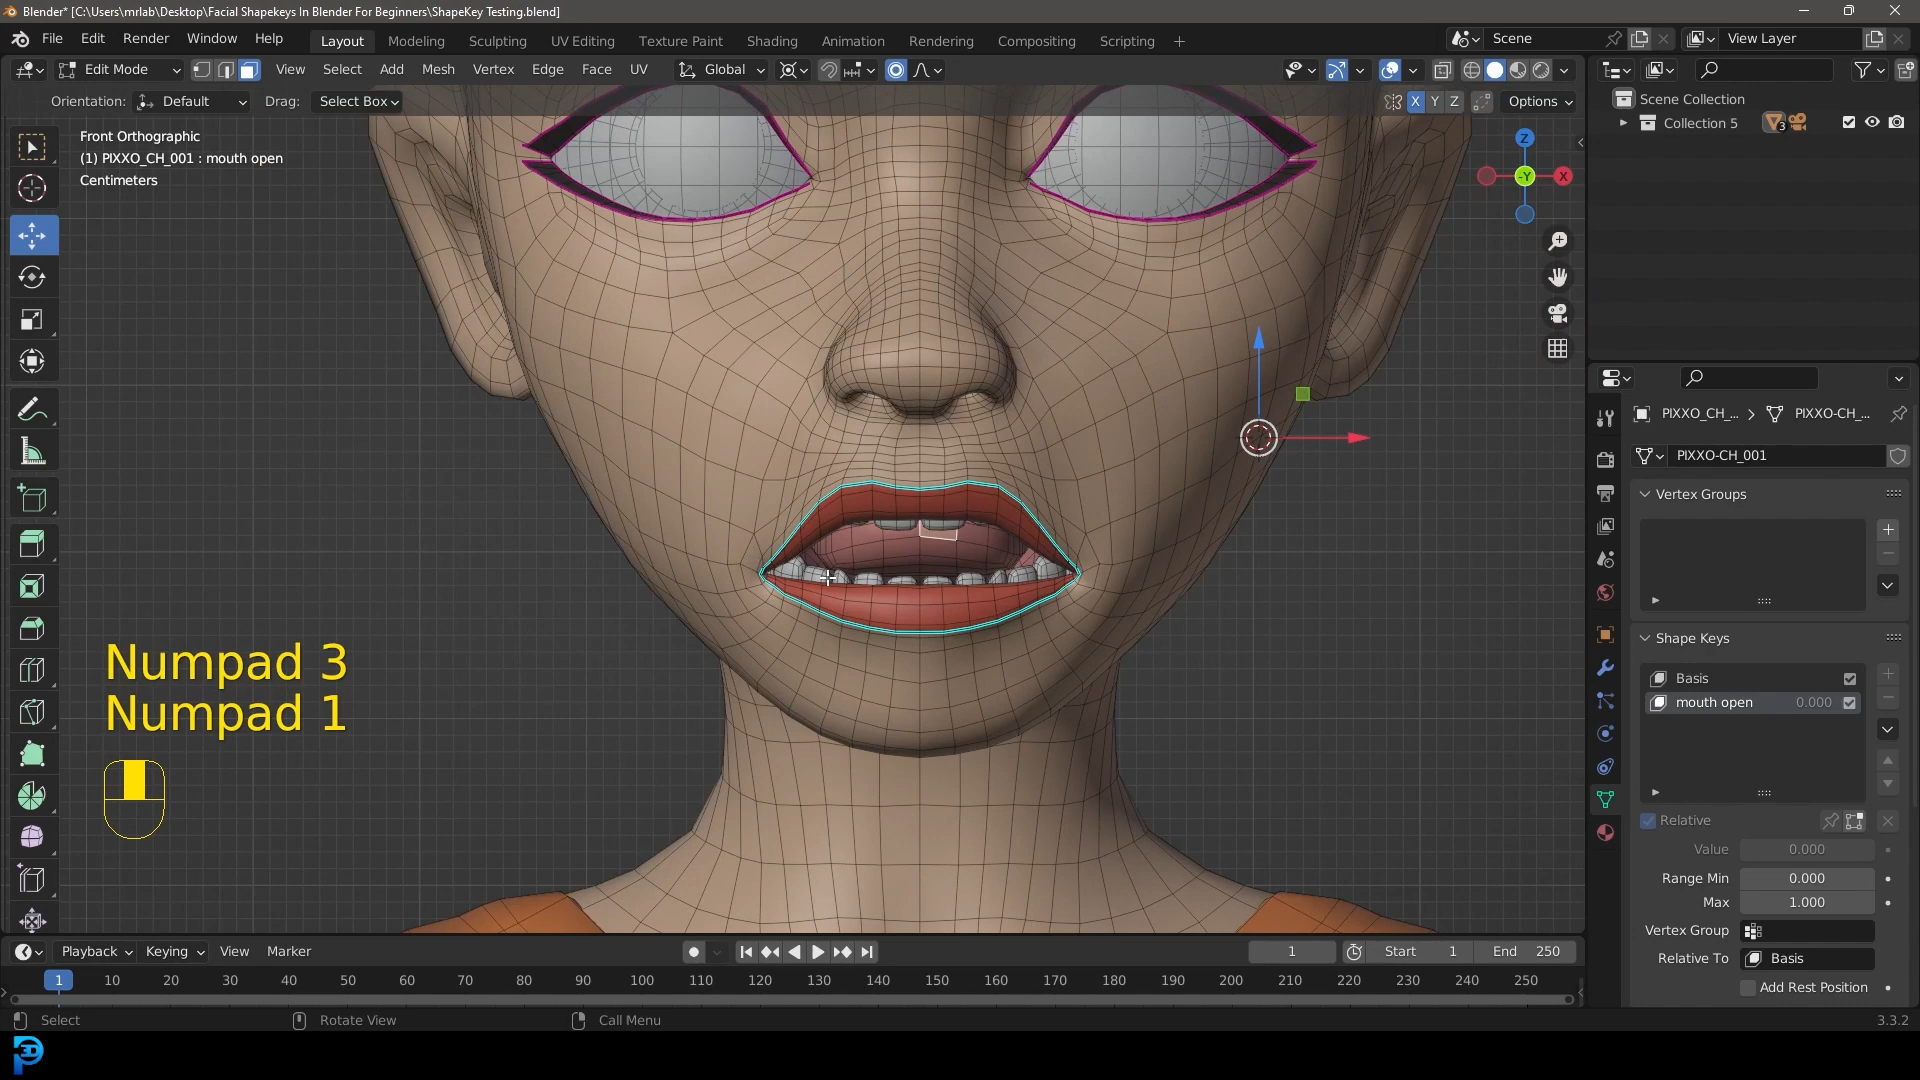 Blender* [C:\Users\mrlab\Desktop\Facial Shapekeys In Blender For Beginners\ShapeKey Testing.blend]
File Edit Render Window Help Layout Modeling Sculpting UV Editing Texture Paint Shading Animation Rendering Compositing Scripting Scene View Layer
Edit Mode View Select Add Mesh Vertex Edge Face UV Global
Orientation: Default Drag: Select Box X Y Z Options
Scene Collection
Collection 5 3
Front Orthographic
(1) PIXXO_CH_001 : mouth open
Centimeters
Z
-Y X
PIXXO_CH_... PIXXO-CH_...
PIXXO-CH_001
Vertex Groups
Shape Keys
Basis
mouth open 0.000
Relative
Value 0.000
Range Min 0.000
Max 1.000
Vertex Group
Relative To Basis
Add Rest Position
Numpad 3
Numpad 1
Playback Keying View Marker 1 Start 1 End 250
1 10 20 30 40 50 60 70 80 90 100 110 120 130 140 150 160 170 180 190 200 210 220 230 240 250
Select Rotate View Call Menu 3.3.2
3D